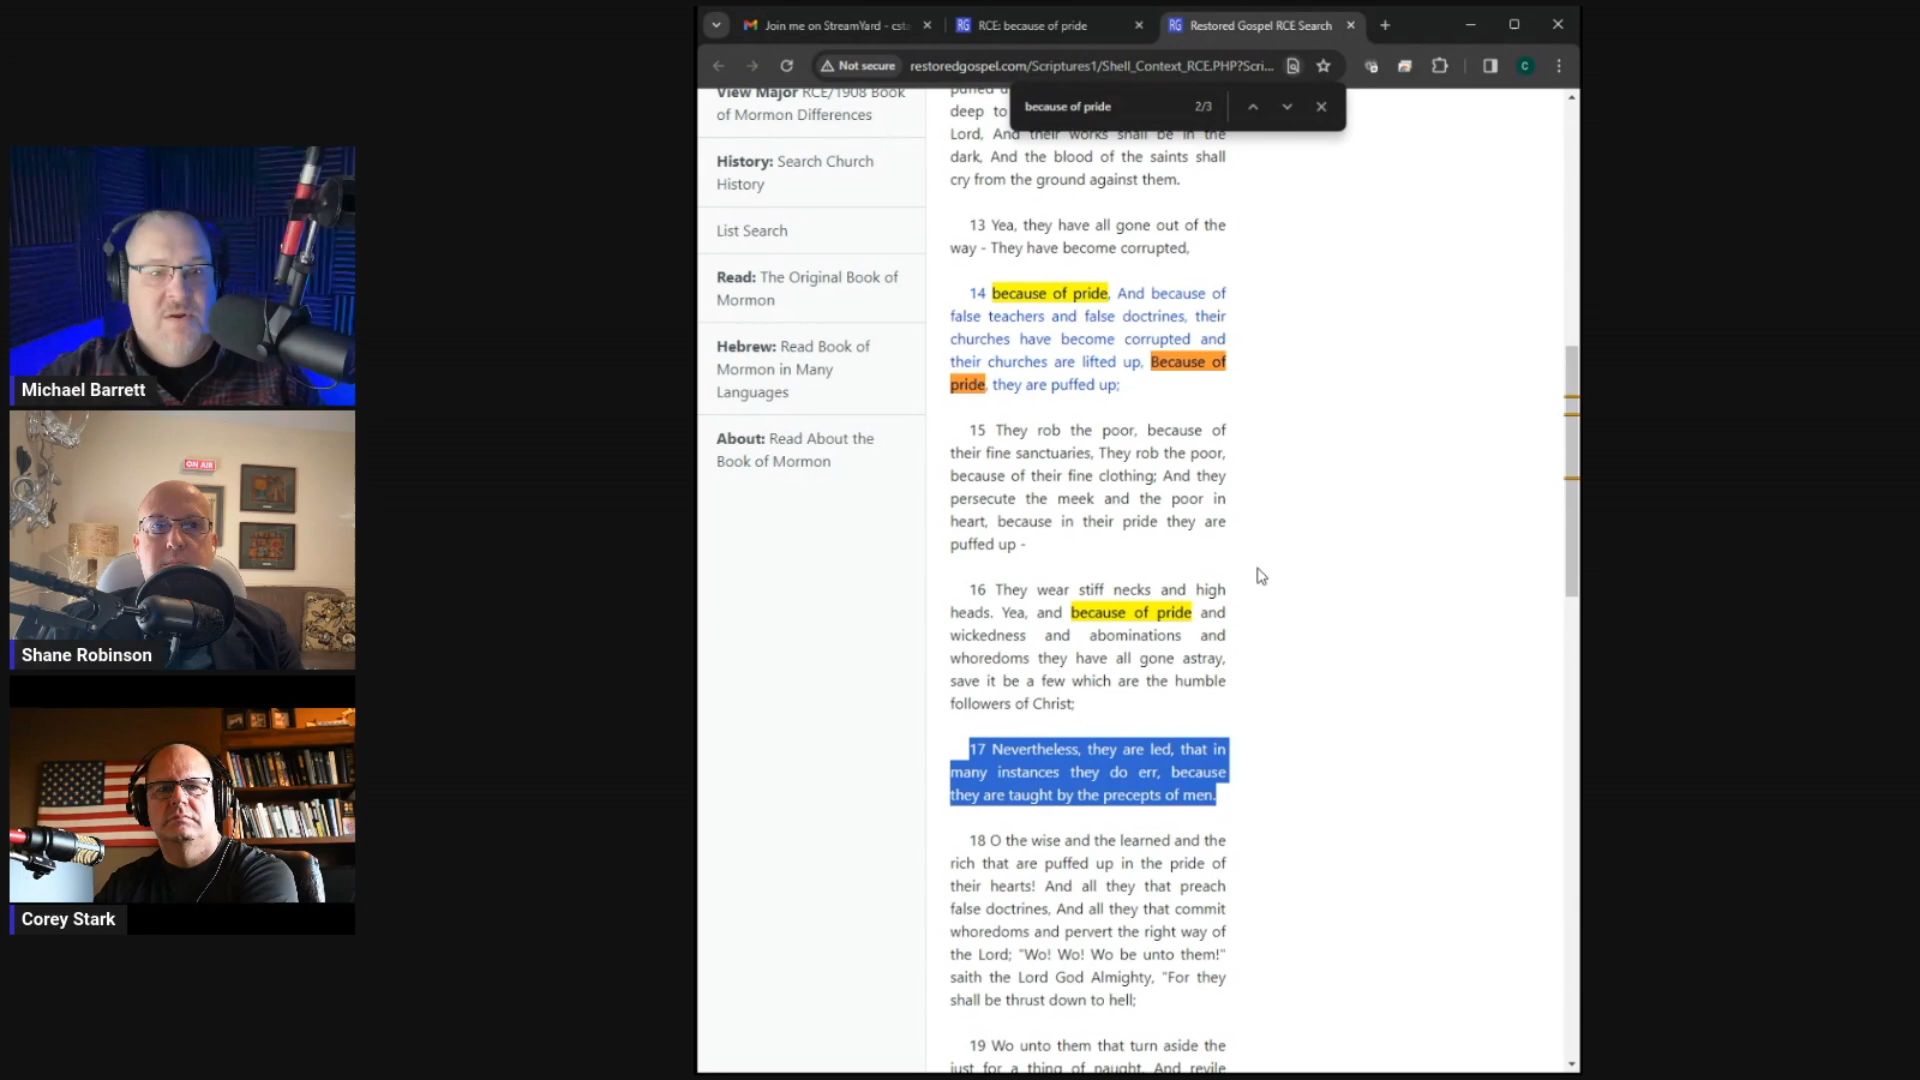 Join me on StreamYard - csta
RCE: because of pride
Restored Gospel RCE Search
Not secure
restoredgospel.com/Scriptures1/Shell_Context_RCE.PHP?Scri...
C
because of pride
2/3
View Major RCE/1908 Book
of Mormon Differences
History: Search Church
History
List Search
Read: The Original Book of
Mormon
Hebrew: Read Book of
Mormon in Many
Languages
About: Read About the
Book of Mormon
deep to
Lord, And their works shall be in the
dark, And the blood of the saints shall
cry from the ground against them.
13 Yea, they have all gone out of the
way - They have become corrupted,
14 because of pride, And because of
false teachers and false doctrines, their
churches have become corrupted and
their churches are lifted up, Because of
pride, they are puffed up;
15 They rob the poor, because of
their fine sanctuaries, They rob the poor,
because of their fine clothing; And they
persecute the meek and the poor in
heart, because in their pride they are
puffed up -
16 They wear stiff necks and high
heads. Yea, and because of pride and
wickedness and abominations and
whoredoms they have all gone astray,
save it be a few which are the humble
followers of Christ;
17 Nevertheless, they are led, that in
many instances they do err, because
they are taught by the precepts of men.
18 O the wise and the learned and the
rich that are puffed up in the pride of
their hearts! And all they that preach
false doctrines, And all they that commit
whoredoms and pervert the right way of
the Lord; "Wo! Wo! Wo be unto them!"
saith the Lord God Almighty, "For they
shall be thrust down to hell;
19 Wo unto them that turn aside the
just for a thing of naught, And revile
Michael Barrett
ON AIR
Shane Robinson
Corey Stark